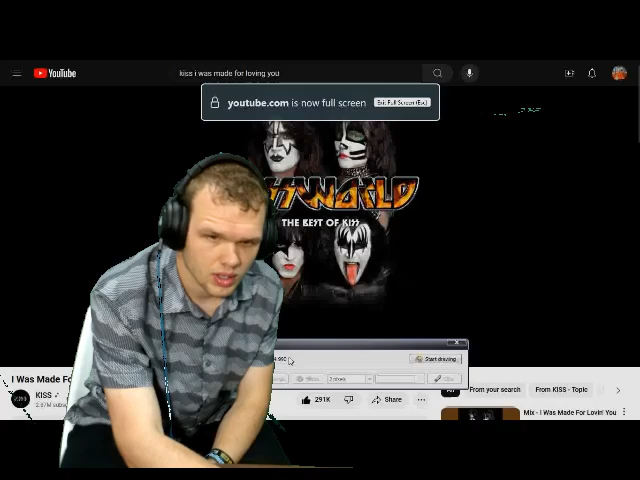 YouTube
kiss i was made for loving you
youtube.com is now full screen
Exit Full Screen (Esc)
THE BEST OF KISS
Start drawing
I Was Made Fo
KISS
291K
Share
From your search
From KISS - Topic
Mix - I Was Made For Lovin' You